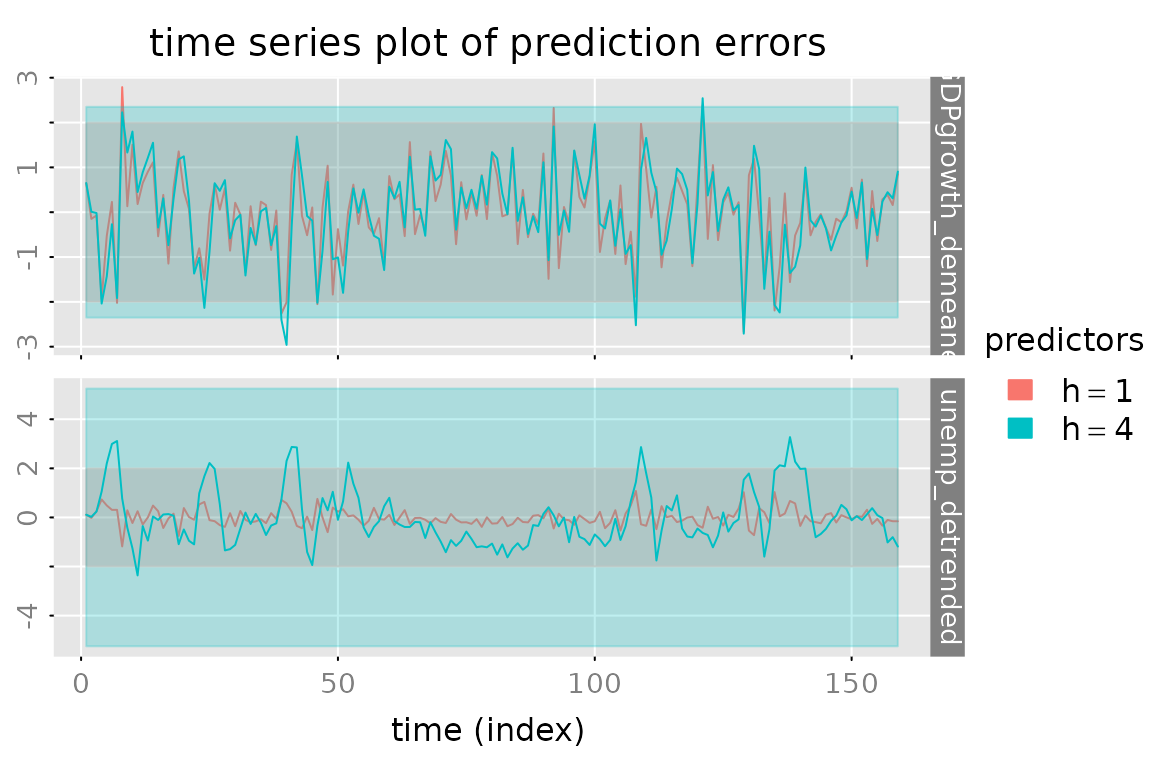 time series plot of prediction errors
3
1
-1
-3
GDPgrowth_demeane
4
2
0
-4
unemp_detrended
0 50 100 150
time (index)
predictors
h = 1
h = 4